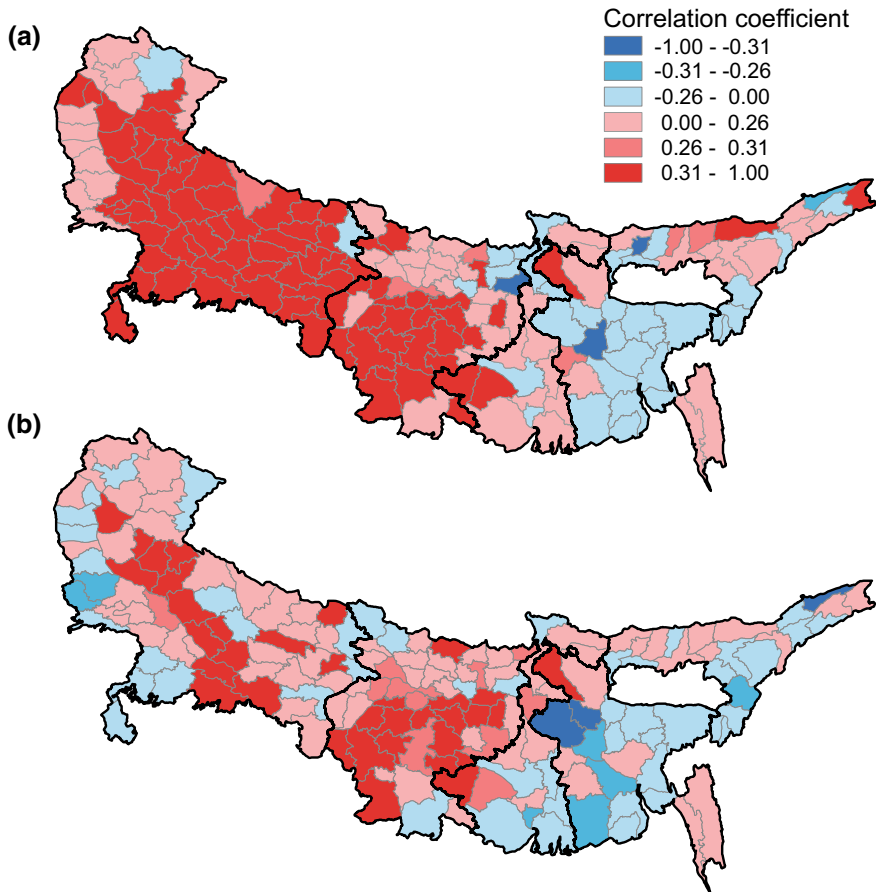 (a)
Correlation coefficient
-1.00 - -0.31
-0.31 - -0.26
-0.26 - 0.00
0.00 - 0.26
0.26 - 0.31
0.31 - 1.00
(b)